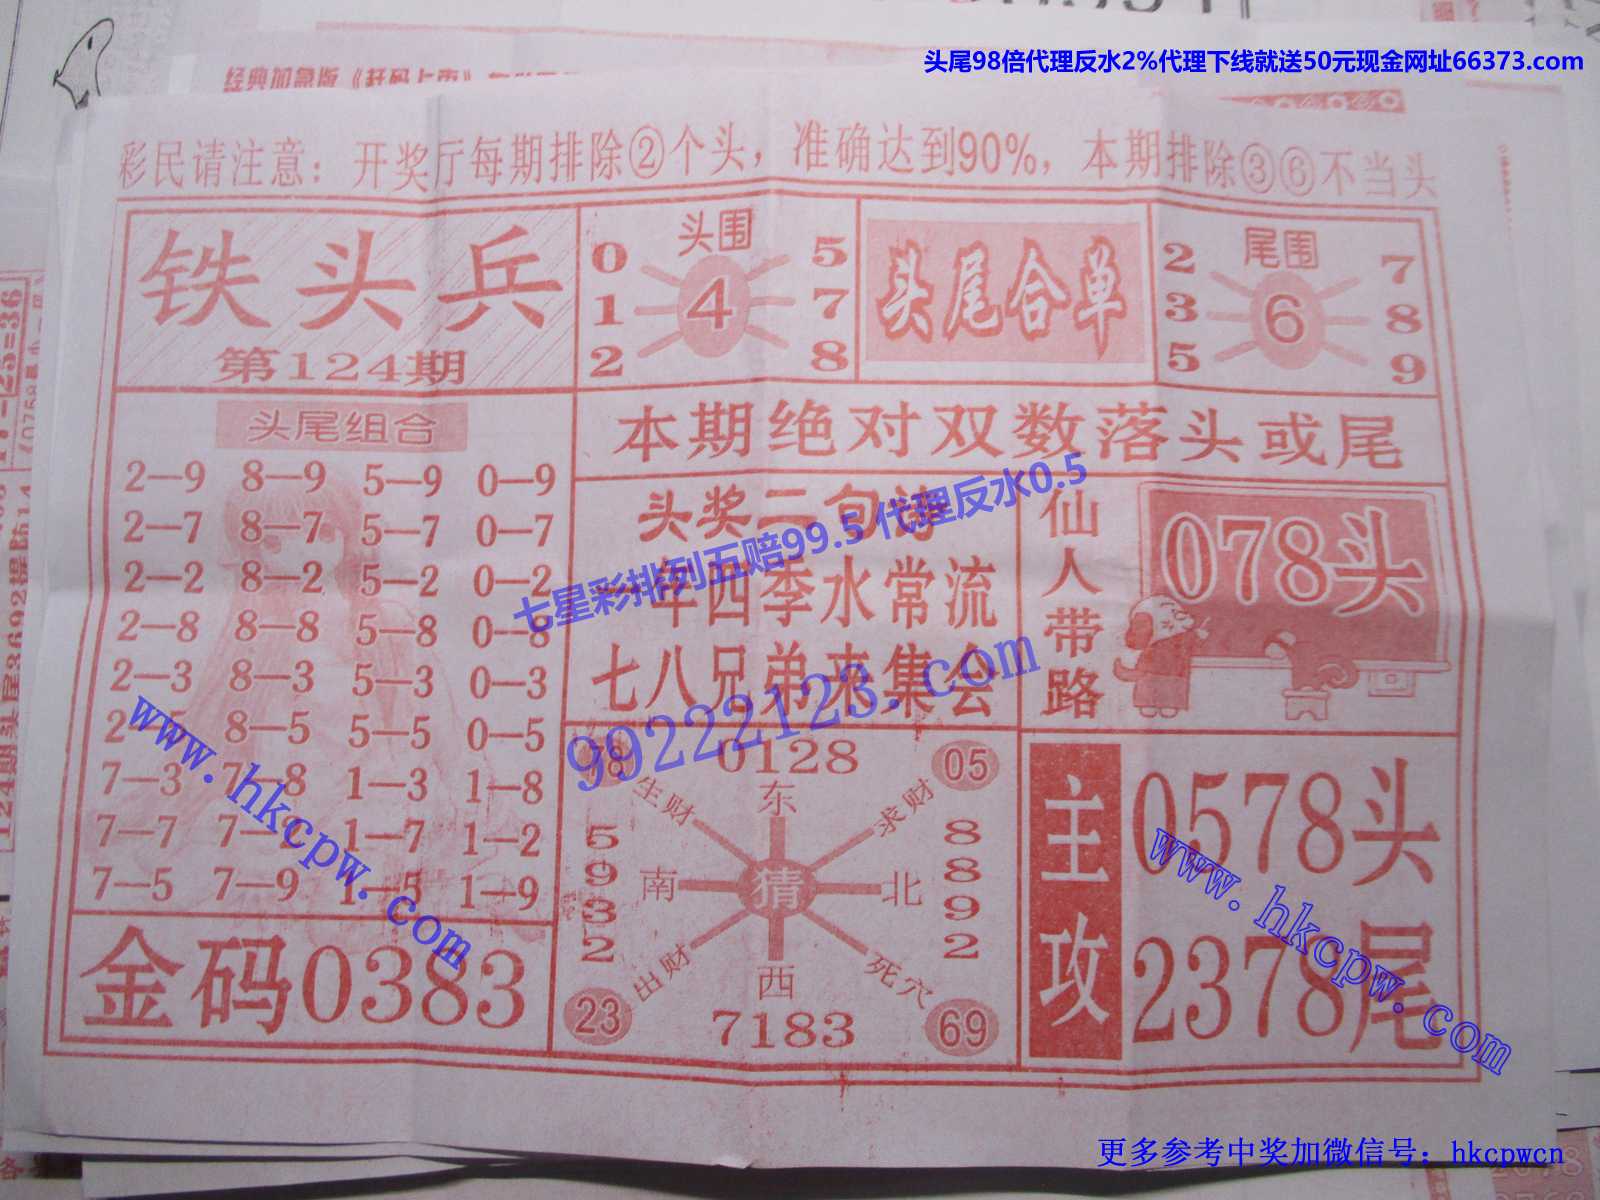 头尾98倍代理反水2%代理下线就送50元现金网址66373.com
彩民请注意：开奖厅每期排除②个头，准确达到90%，本期排除③⑥不当头
铁头兵
第124期
头围
0 5
1 4 7
2 8
头尾合单
尾围
2 7
3 6 8
5 9
头尾组合
2—9 8—9 5—9 0—9
2—7 8—7 5—7 0—7
2—2 8—2 5—2 0—2
2—8 8—8 5—8 0—8
2—3 8—3 5—3 0—3
8—5 5—5 0—5
7—3 7—8 1—3 1—8
7—7 1—7 1—2
7—5 7—9 1—5 1—9
金码0383
本期绝对双数落头或尾
头奖二句诗
一年四季水常流
七八兄弟来集会
仙人带路
078头
78 0128 05
生财 东 求财
5932 南 猜 北 8892
出财 西 死穴
23 7183 69
主攻
0578头
2378尾
七星彩排列五赔99.5 代理反水0.5
99222123.com
www.hkcpw.com
www.hkcpw.com
更多参考中奖加微信号：hkcpwcn